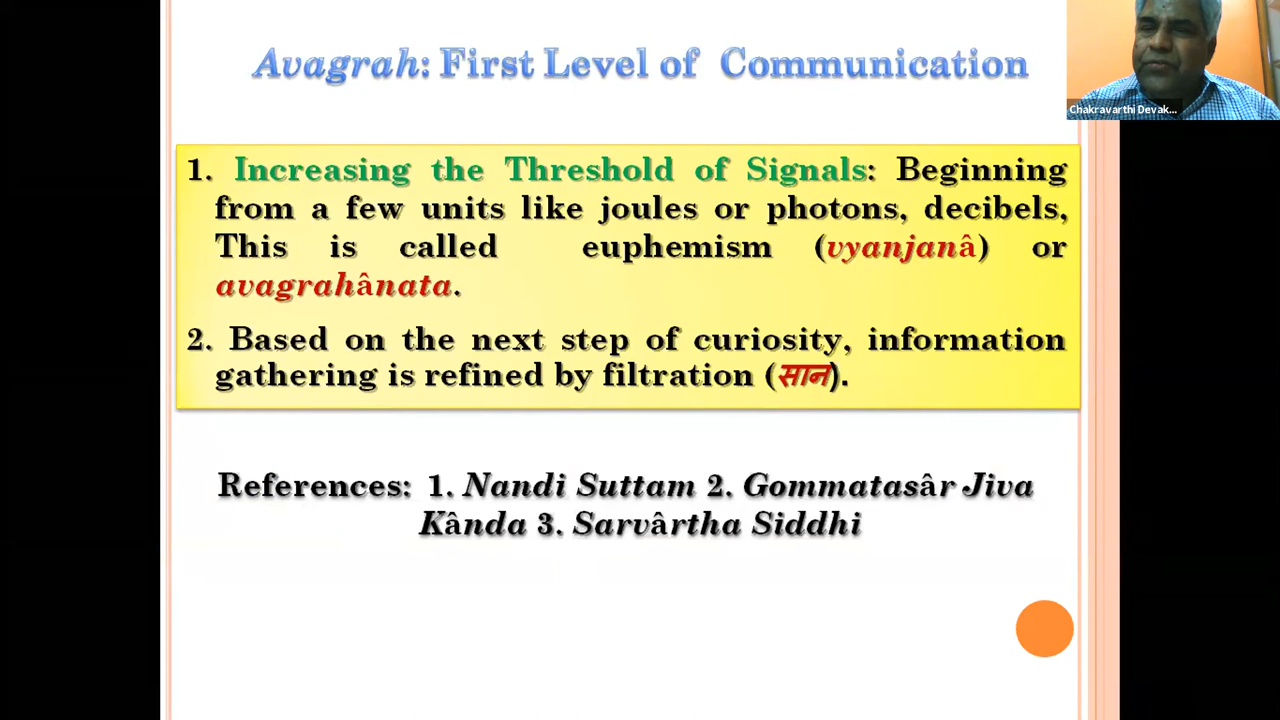 Avagrah: First Level of Communication
Chakravarthi Devak...
1. Increasing the Threshold of Signals: Beginning
from a few units like joules or photons, decibels,
This is called euphemism (vyanjanâ) or
avagrahânata.
2. Based on the next step of curiosity, information
gathering is refined by filtration (सान).
References: 1. Nandi Suttam 2. Gommatasâr Jiva
Kânda 3. Sarvârtha Siddhi